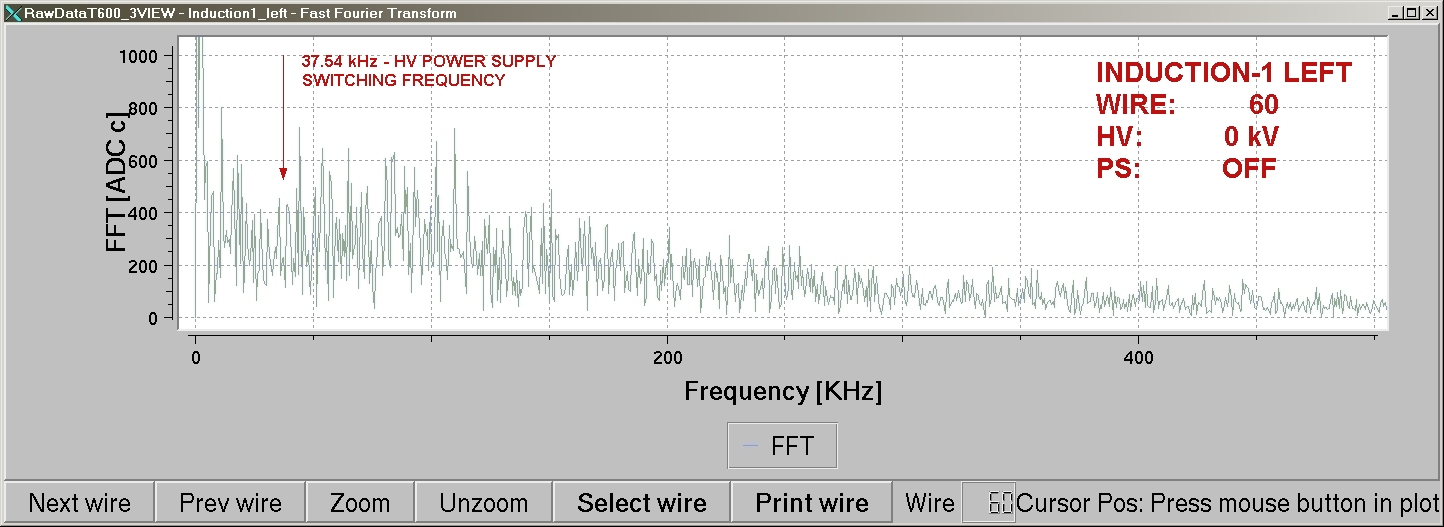 RawDataT600_3VIEW - Induction1_left - Fast Fourier Transform
37.54 kHz - HV POWER SUPPLY
SWITCHING FREQUENCY
INDUCTION-1 LEFT
WIRE: 60
HV: 0 kV
PS: OFF
FFT [ADC c]
1000
800
600
400
200
0
0 200 400
Frequency [KHz]
FFT
Next wire Prev wire Zoom Unzoom Select wire Print wire Wire 60 Cursor Pos: Press mouse button in plot